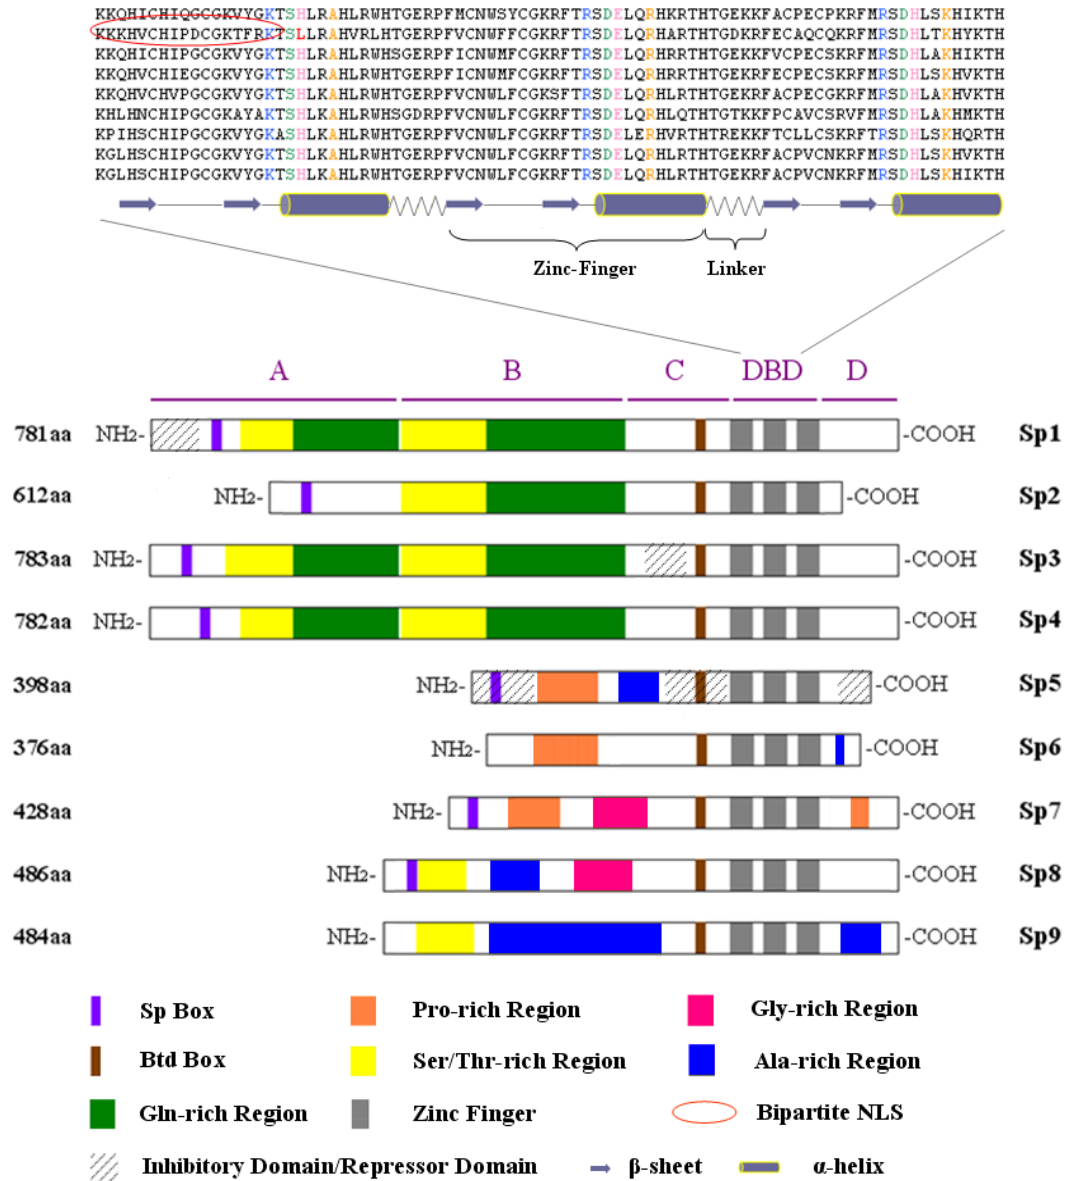 KKQHICHIQGCGKVYGKTSHLRAHLRWHTGERPFMCNWSYCGKRFTRSDELQRHKRTHTGEKKFACPECPKRFMRSDHLSKHIKTH
KKKHVCHIPDCGKTFRKTSLLRAHVRLHTGERPFVCNWFFCGKRFTRSDELQRHARTHTGDKRFECAQCQKRFMRSDHLTKHYKTH
KKQHICHIPGCGKVYGKTSHLRAHLRWHSGERPFICNWMFCGKRFTRSDELQRHRRTHTGEKKFVCPECSKRFMRSDHLAKHIKTH
KKQHVCHIEGCGKVYGKTSHLRAHLRWHTGERPFICNWMFCGKRFTRSDELQRHRRTHTGEKRFECPECSKRFMRSDHLSKHVKTH
KKQHVCHVPGCGKVYGKTSHLKAHLRWHTGERPFVCNWLFCGKSFTRSDELQRHLRTHTGEKRFACPECGKRFMRSDHLAKHVKTH
KHLHNCHIPGCGKAYAKTSHLKAHLRWHSGDRPFVCNWLFCGKRFTRSDELQRHLQTHTGTKKFPCAVCSRVFMRSDHLAKHMKTH
KPIHSCHIPGCGKVYGKASHLKAHLRWHTGERPFVCNWLFCGKRFTRSDELERHVRTHTREKKFTCLLCSKRFTRSDHLSKHQRTH
KGLHSCHIPGCGKVYGKTSHLKAHLRWHTGERPFVCNWLFCGKRFTRSDELQRHLRTHTGEKRFACPVCNKRFMRSDHLSKHVKTH
KGLHSCHIPGCGKVYGKTSHLKAHLRWHTGERPFVCNWLFCGKRFTRSDELQRHLRTHTGEKRFACPVCNKRFMRSDHLSKHIKTH
Zinc-Finger Linker
A B C DBD D
781aa NH2- -COOH Sp1
612aa NH2- -COOH Sp2
783aa NH2- -COOH Sp3
782aa NH2- -COOH Sp4
398aa NH2- -COOH Sp5
376aa NH2- -COOH Sp6
428aa NH2- -COOH Sp7
486aa NH2- -COOH Sp8
484aa NH2- -COOH Sp9
Sp Box Pro-rich Region Gly-rich Region
Btd Box Ser/Thr-rich Region Ala-rich Region
Gln-rich Region Zinc Finger Bipartite NLS
Inhibitory Domain/Repressor Domain β-sheet α-helix